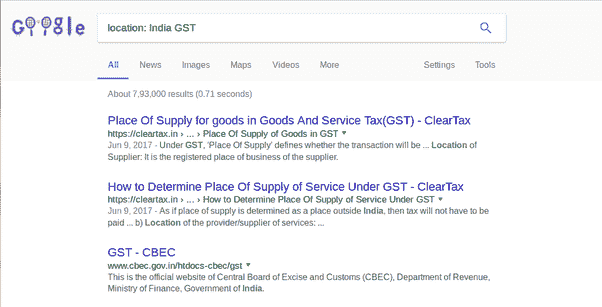 Google
location: India GST
All News Images Maps Videos More Settings Tools
About 7,93,000 results (0.71 seconds)
Place Of Supply for goods in Goods And Service Tax(GST) - ClearTax
https://cleartax.in › ... › Place Of Supply of Goods in GST ▼
Jun 9, 2017 - Under GST, 'Place Of Supply' defines whether the transaction will be ... Location of
Supplier: It is the registered place of business of the supplier.
How to Determine Place Of Supply of Service Under GST - ClearTax
https://cleartax.in › ... › How to Determine Place Of Supply of Service Under GST ▼
Jun 9, 2017 - As if place of supply is determined as a place outside India, then tax will not have to be
paid ... b) Location of the provider/supplier of services: ...
GST - CBEC
www.cbec.gov.in/htdocs-cbec/gst ▼
This is the official website of Central Board of Excise and Customs (CBEC), Department of Revenue,
Ministry of Finance, Government of India.